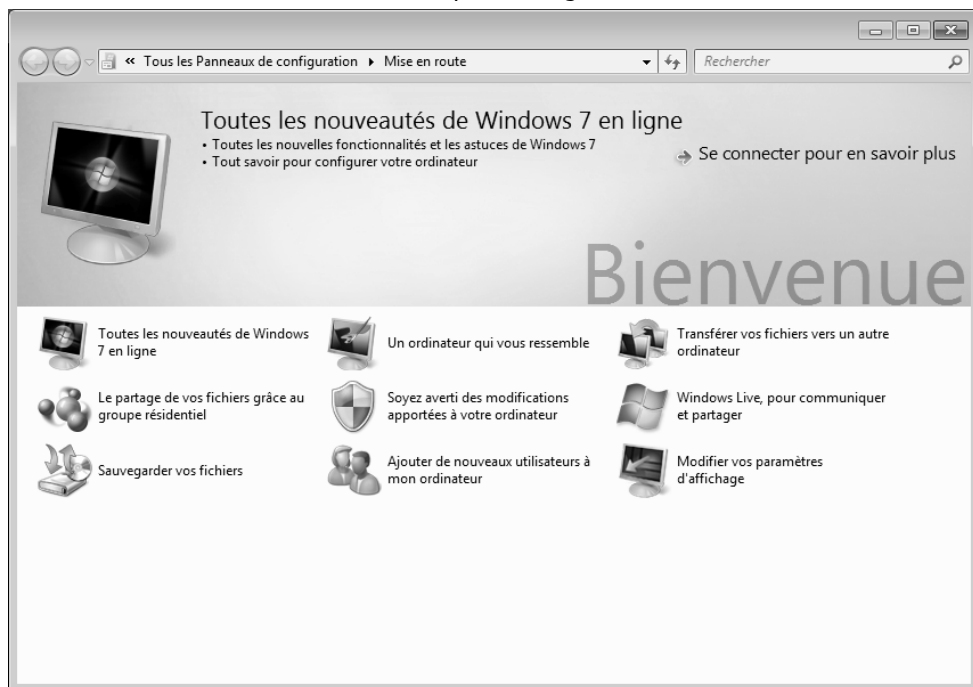 « Tous les Panneaux de configuration ▸ Mise en route
Rechercher
Toutes les nouveautés de Windows 7 en ligne
• Toutes les nouvelles fonctionnalités et les astuces de Windows 7
• Tout savoir pour configurer votre ordinateur
Se connecter pour en savoir plus
Bienvenue
Toutes les nouveautés de Windows
7 en ligne
Un ordinateur qui vous ressemble
Transférer vos fichiers vers un autre
ordinateur
Le partage de vos fichiers grâce au
groupe résidentiel
Soyez averti des modifications
apportées à votre ordinateur
Windows Live, pour communiquer
et partager
Sauvegarder vos fichiers
Ajouter de nouveaux utilisateurs à
mon ordinateur
Modifier vos paramètres
d'affichage